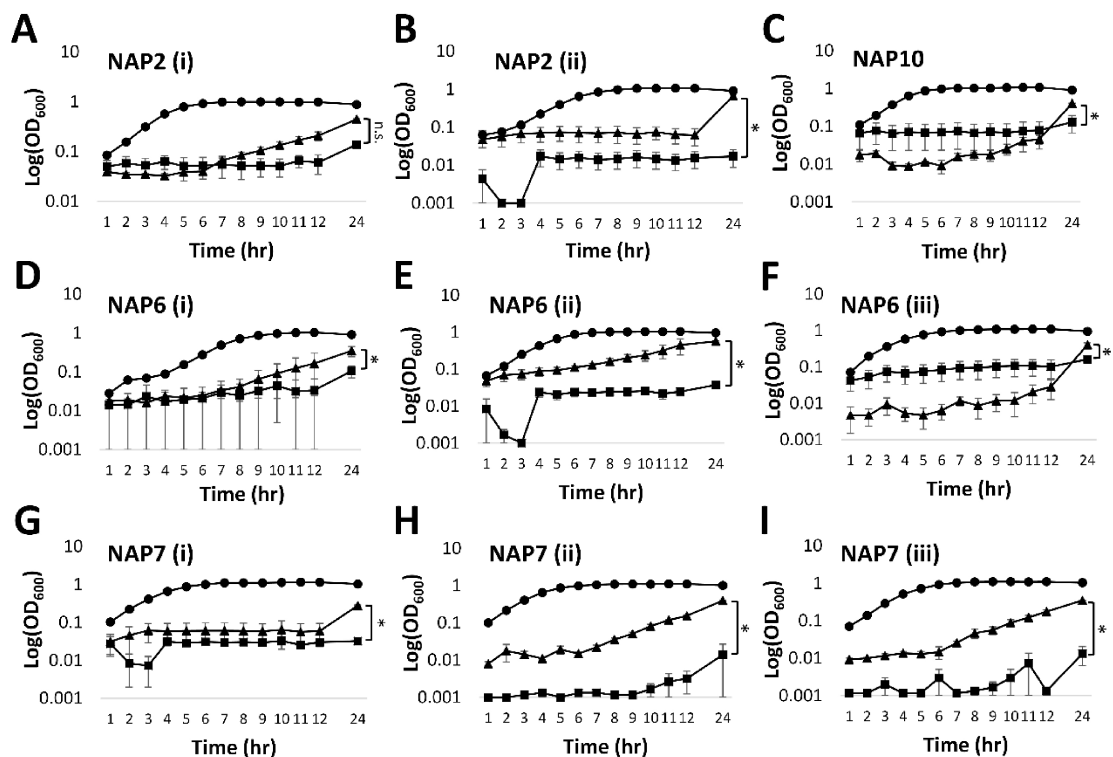 A
NAP2 (i)
Log(OD600)
10
1
0.1
0.01
n.s.
1 2 3 4 5 6 7 8 9 10 11 12 24
Time (hr)
B
NAP2 (ii)
Log(OD600)
10
1
0.1
0.01
0.001
*
1 2 3 4 5 6 7 8 9 10 11 12 24
Time (hr)
C
NAP10
Log(OD600)
10
1
0.1
0.01
0.001
*
1 2 3 4 5 6 7 8 9 10 11 12 24
Time (hr)
D
NAP6 (i)
Log(OD600)
10
1
0.1
0.01
0.001
*
1 2 3 4 5 6 7 8 9 10 11 12 24
Time (hr)
E
NAP6 (ii)
Log(OD600)
10
1
0.1
0.01
0.001
*
1 2 3 4 5 6 7 8 9 10 11 12 24
Time (hr)
F
NAP6 (iii)
Log(OD600)
10
1
0.1
0.01
0.001
*
1 2 3 4 5 6 7 8 9 10 11 12 24
Time (hr)
G
NAP7 (i)
Log(OD600)
10
1
0.1
0.01
0.001
*
1 2 3 4 5 6 7 8 9 10 11 12 24
Time (hr)
H
NAP7 (ii)
Log(OD600)
10
1
0.1
0.01
0.001
*
1 2 3 4 5 6 7 8 9 10 11 12 24
Time (hr)
I
NAP7 (iii)
Log(OD600)
10
1
0.1
0.01
0.001
*
1 2 3 4 5 6 7 8 9 10 11 12 24
Time (hr)